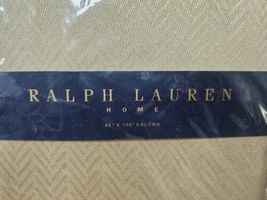 RALPH LAUREN
HOME
60" X 104" OBLONG